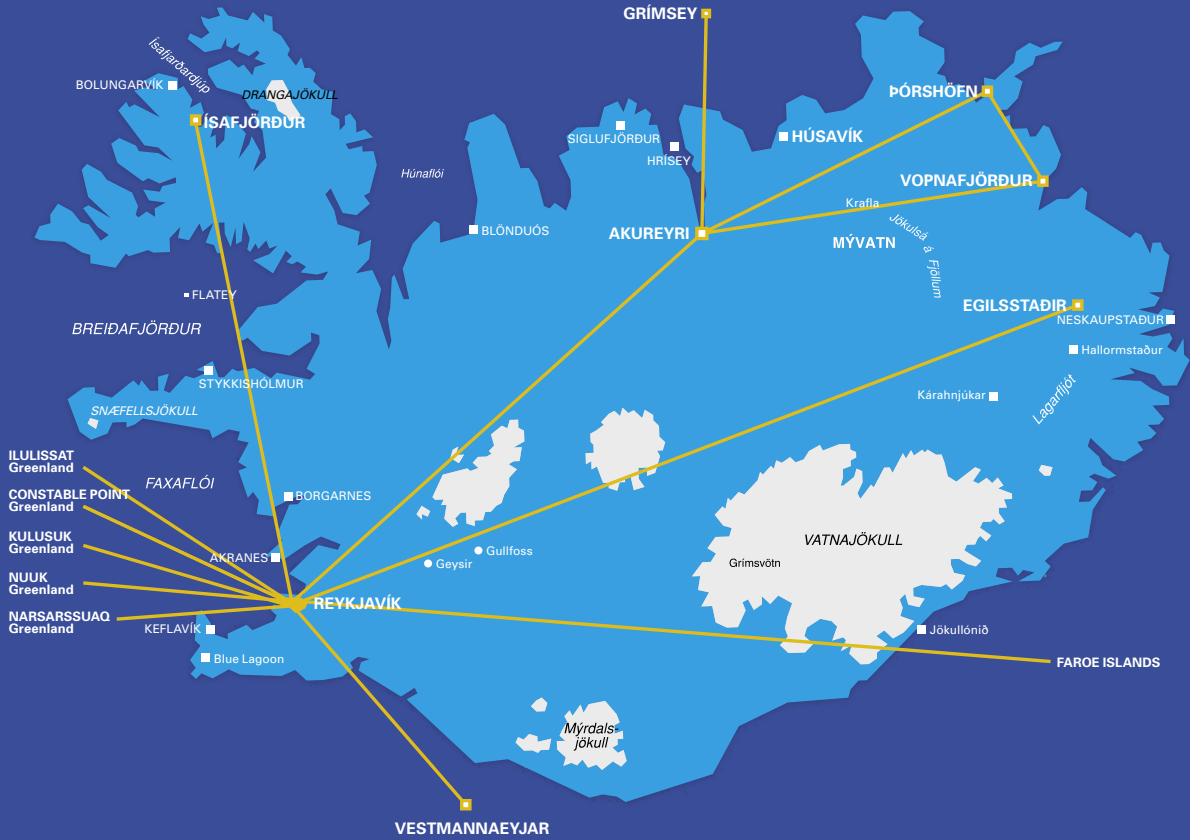 GRÍMSEY
Ísafjarðardjúp
BOLUNGARVÍK
DRANGAJÖKULL
ÞÓRSHÖFN
ÍSAFJÖRÐUR
SIGLUFJÖRÐUR
HÚSAVÍK
HRÍSEY
Húnaflói
VOPNAFJÖRÐUR
Krafla
BLÖNDUÓS
AKUREYRI
MÝVATN
Jökulsá á Fjöllum
FLATEY
EGILSSTAÐIR
NESKAUPSTAÐUR
BREIÐAFJÖRÐUR
Hallormstaður
STYKKISHÓLMUR
Kárahnjúkar
Lagarfljót
SNÆFELLSJÖKULL
ILULISSAT
Greenland
FAXAFLÓI
CONSTABLE POINT
Greenland
BORGARNES
KULUSUK
Greenland
VATNAJÖKULL
AKRANES
Gullfoss
Geysir
Grímsvötn
NUUK
Greenland
REYKJAVÍK
NARSARSSUAQ
Greenland
KEFLAVÍK
Jökullónið
Blue Lagoon
FAROE ISLANDS
Mýrdals-
jökull
VESTMANNAEYJAR